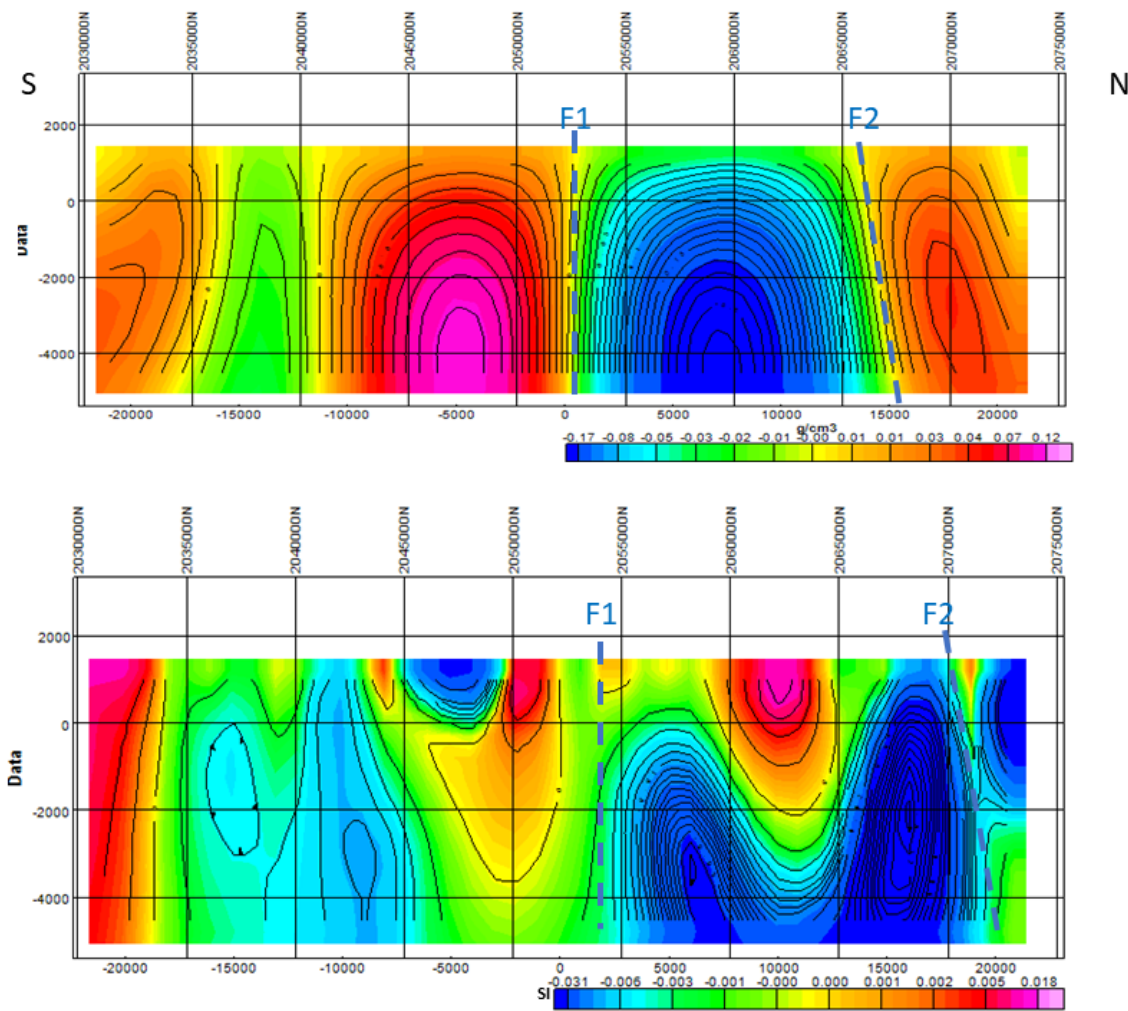 2030000N 2035000N 2040000N 2045000N 2050000N 2055000N 2060000N 2065000N 2070000N 2075000N
S N
F1 F2
2000
0
-2000
-4000
Data
-20000 -15000 -10000 -5000 0 5000 10000 15000 20000
g/cm3
-0.17 -0.08 -0.05 -0.03 -0.02 -0.01 -0.00 0.01 0.01 0.03 0.04 0.07 0.12
2030000N 2035000N 2040000N 2045000N 2050000N 2055000N 2060000N 2065000N 2070000N 2075000N
F1 F2
2000
0
-2000
-4000
Data
-20000 -15000 -10000 -5000 0 5000 10000 15000 20000
SI
-0.031 -0.006 -0.003 -0.001 -0.000 0.000 0.001 0.002 0.005 0.018